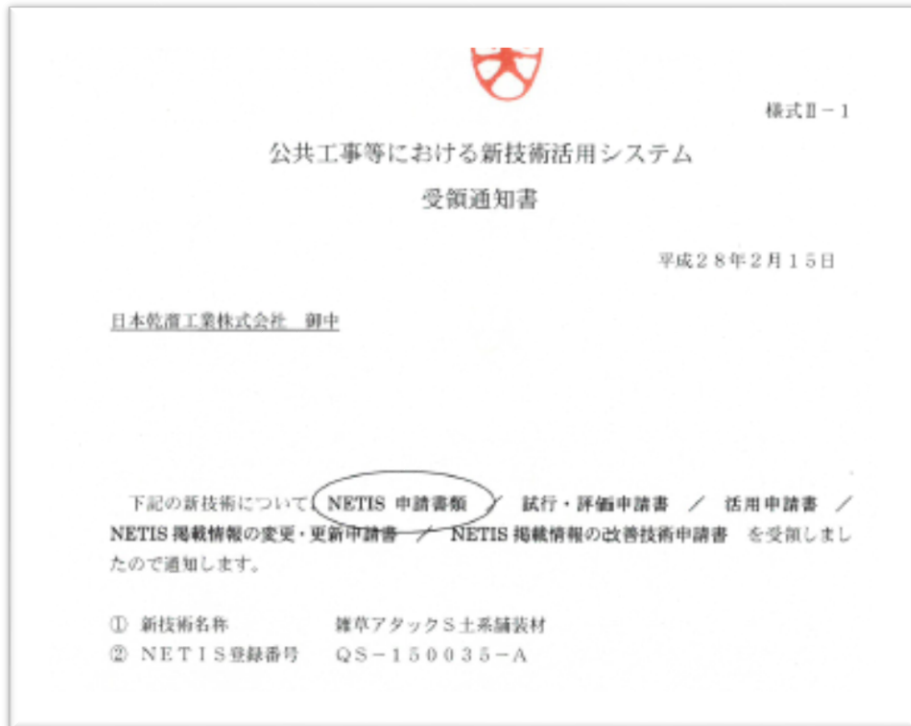 様式Ⅱ－1
公共工事等における新技術活用システム
受領通知書
平成２８年２月１５日
日本乾溜工業株式会社　御中
下記の新技術について、NETIS 申請書類　／　試行・評価申請書　／　活用申請書　／
NETIS 掲載情報の変更・更新申請書　／　NETIS 掲載情報の改善技術申請書　を受領しまし
たので通知します。
①　新技術名称　雑草アタックＳ土系舗装材
②　ＮＥＴＩＳ登録番号　ＱＳ－１５００３５－Ａ